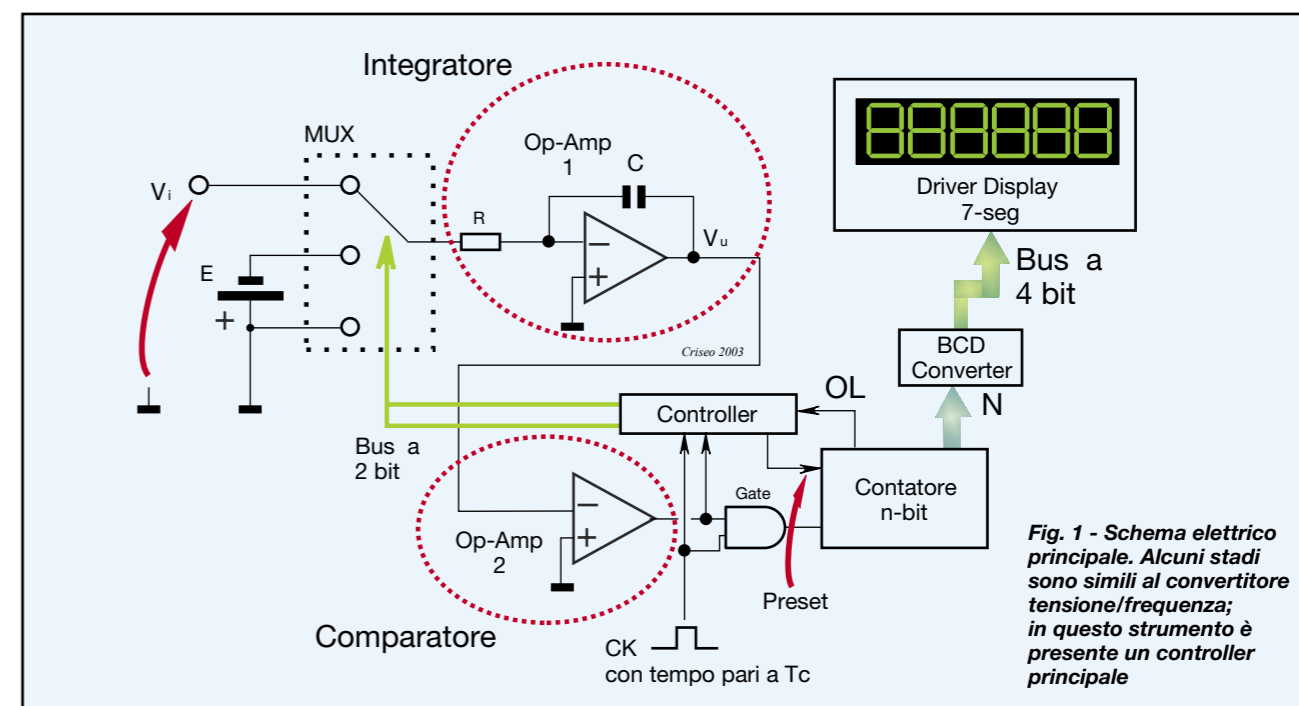 Integratore
MUX
Op-Amp
1
C
Vi
R
Vu
E
+
−
+
Criseo 2003
Driver Display
7-seg
Bus a
4 bit
BCD
Converter
N
OL
Controller
Bus a
2 bit
Gate
Contatore
n-bit
−
+
Op-Amp
2
Preset
Comparatore
CK
con tempo pari a Tc
Fig. 1 - Schema elettrico
principale. Alcuni stadi
sono simili al convertitore
tensione/frequenza;
in questo strumento è
presente un controller
principale